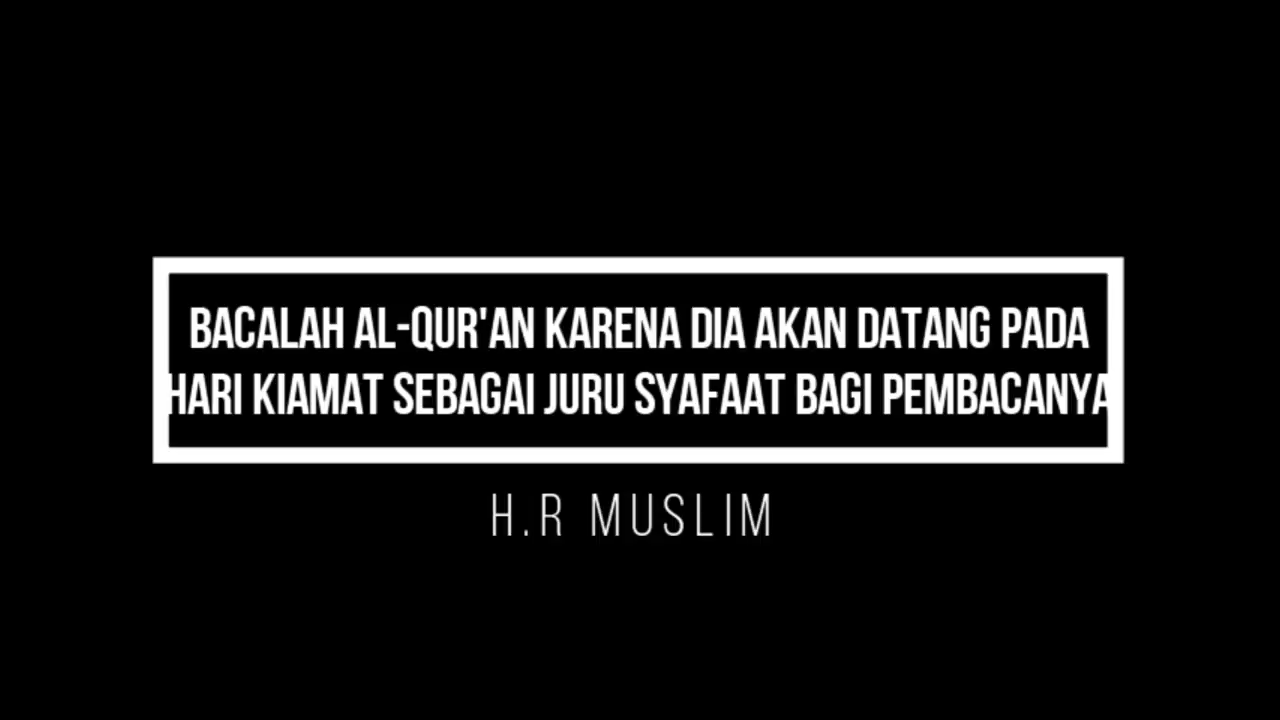 BACALAH AL-QUR'AN KARENA DIA AKAN DATANG PADA
HARI KIAMAT SEBAGAI JURU SYAFAAT BAGI PEMBACANYA
H.R MUSLIM